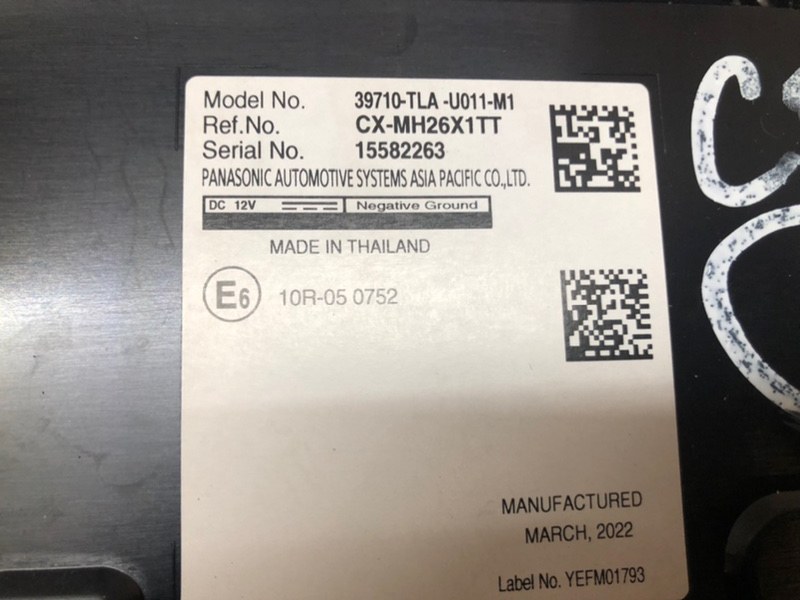 Model No. 39710-TLA -U011-M1
Ref.No. CX-MH26X1TT
Serial No. 15582263
PANASONIC AUTOMOTIVE SYSTEMS ASIA PACIFIC CO.,LTD.
DC 12V Negative Ground
MADE IN THAILAND
E6 10R-05 0752
MANUFACTURED
MARCH, 2022
Label No. YEFM01793